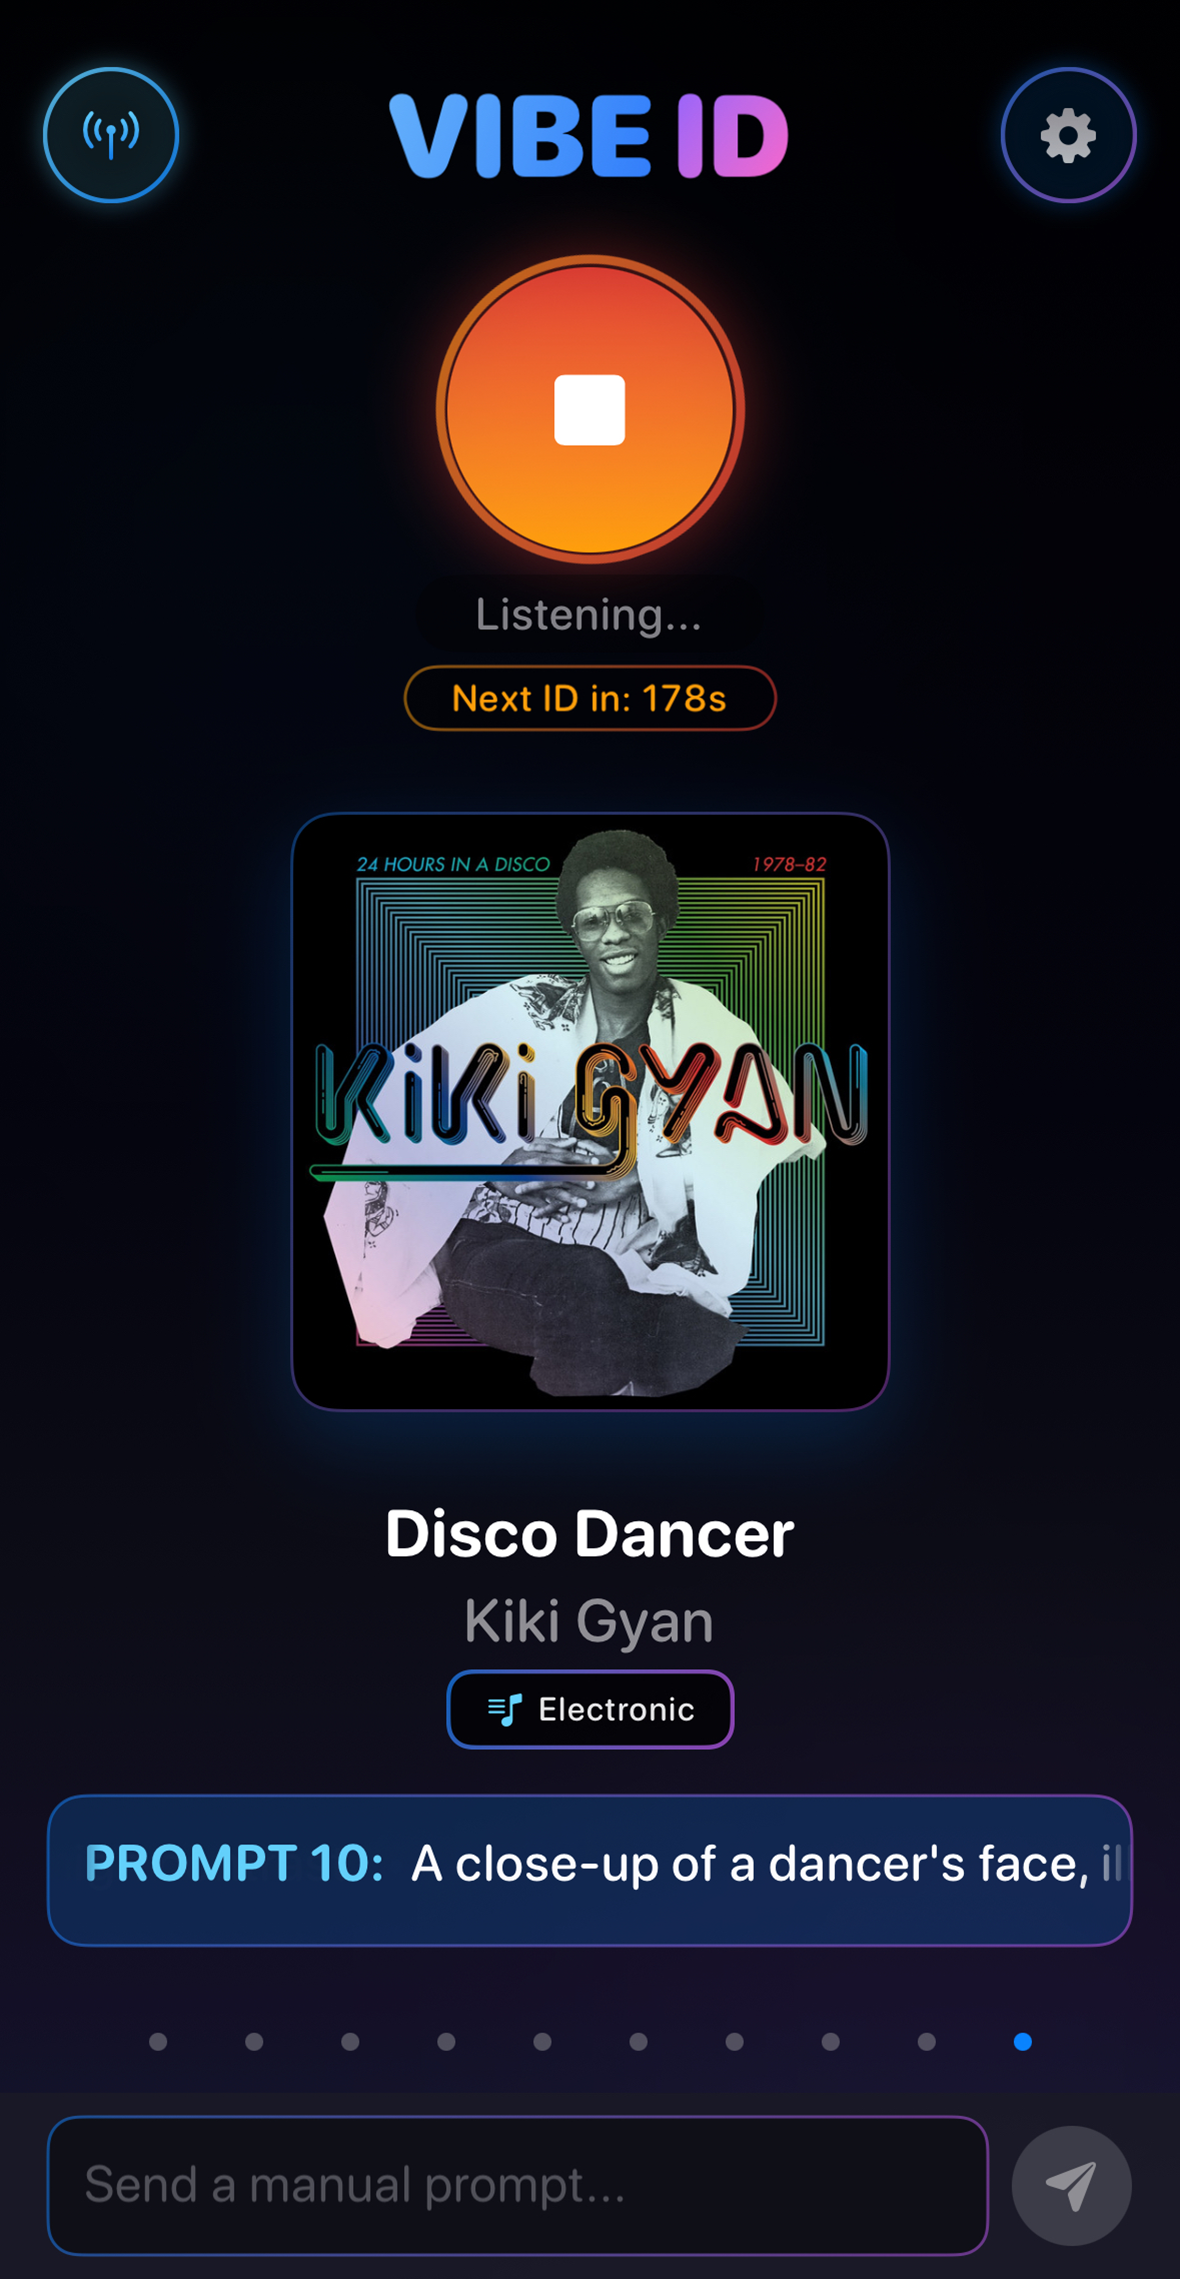 VIBE ID
Listening...
Next ID in: 178s
24 HOURS IN A DISCO
1978–82
KiKi GYAN
Disco Dancer
Kiki Gyan
Electronic
PROMPT 10: A close-up of a dancer's face,
Send a manual prompt...